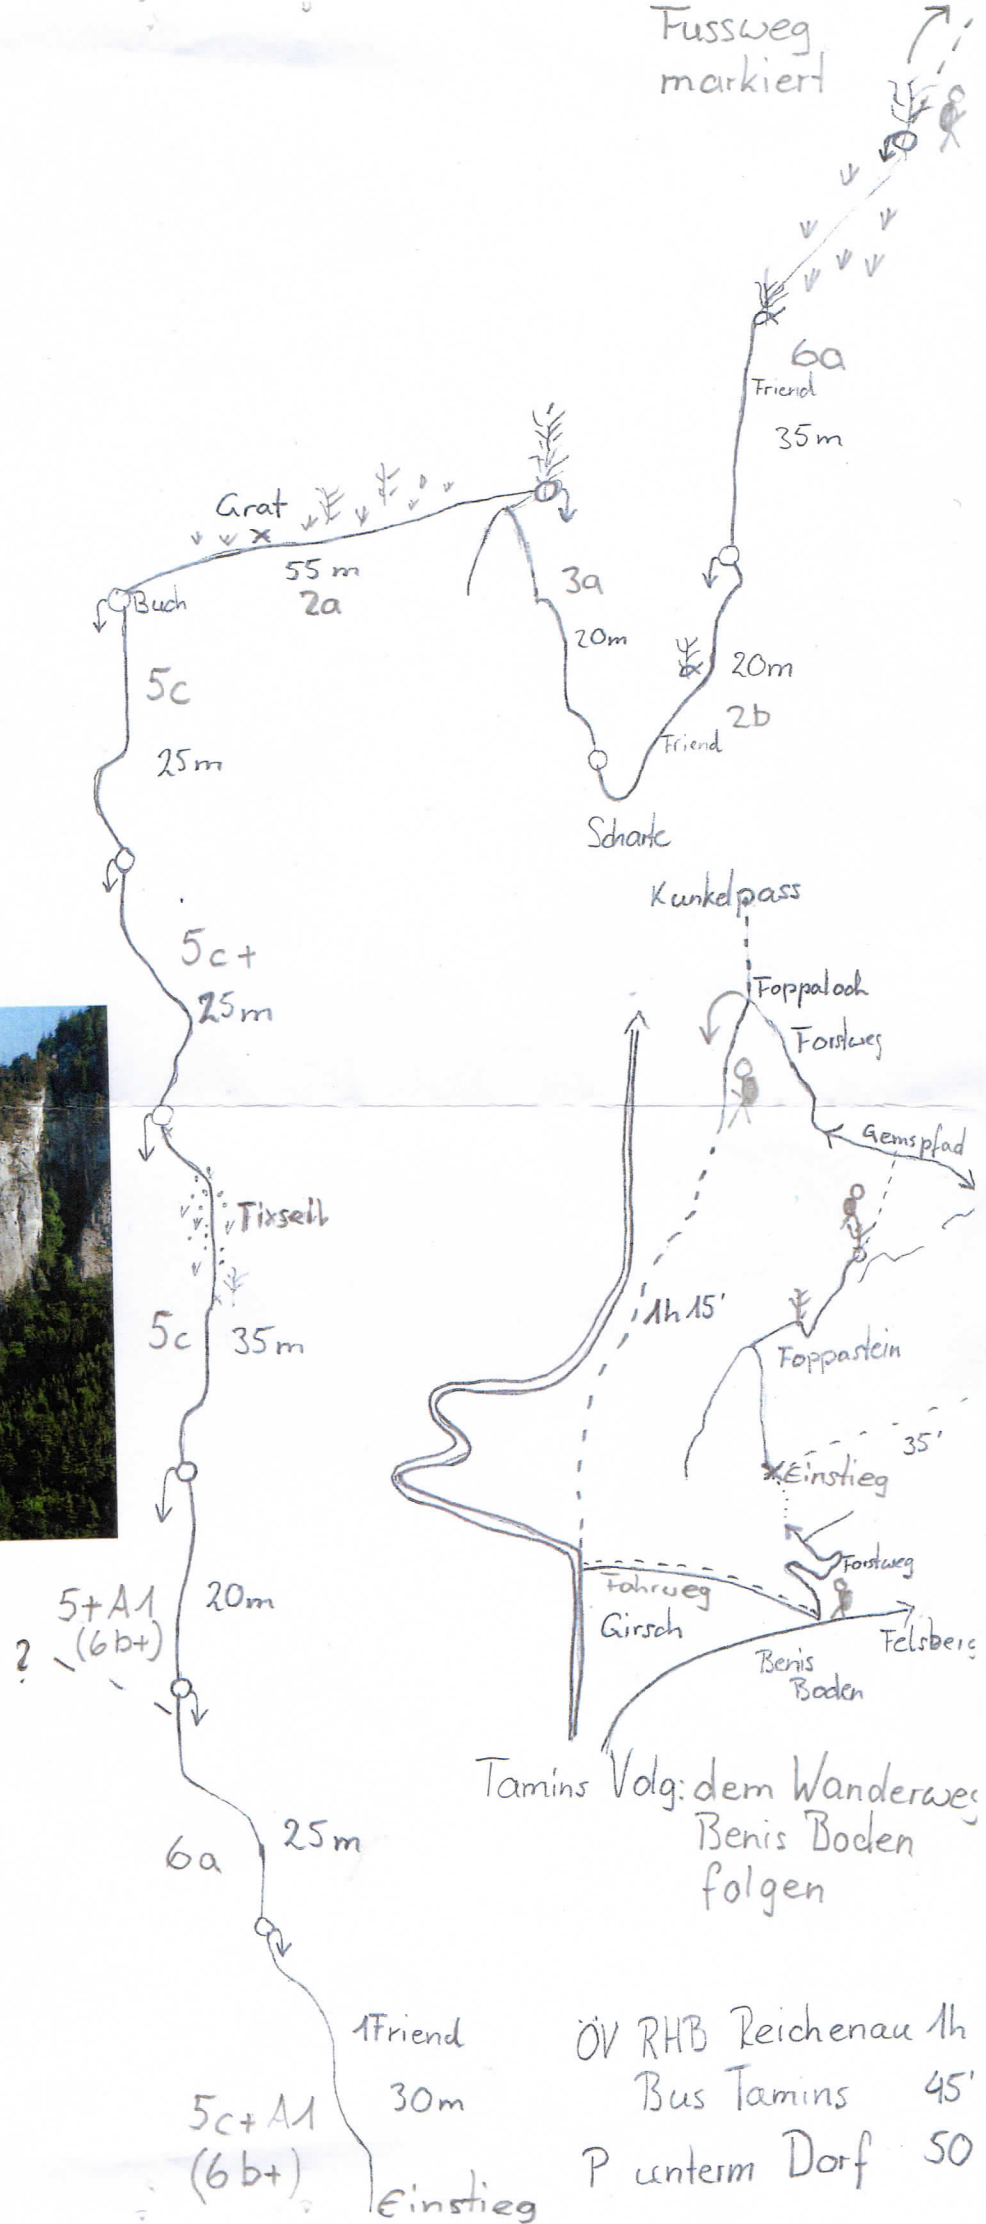 Fussweg
markiert
6a
Friend
35m
Grat
55m
2a
Buch
3a
20m
20m
2b
Friend
Scharte
5c
25m
5c+
25m
Fixseil
5c
35m
20m
5+A1
(6b+)
?
25m
6a
1Friend
30m
5c+A1
(6b+)
Einstieg
Kunkelpass
Foppaloch
Forstweg
Gemspfad
1h15'
Foppastein
35'
Einstieg
Forstweg
Fahrweg
Girsch
Felsberg
Benis
Boden
Tamins Volg: dem Wanderweg
Benis Boden
folgen
ÖV RHB Reichenau 1h
Bus Tamins 45'
P unterm Dorf 50